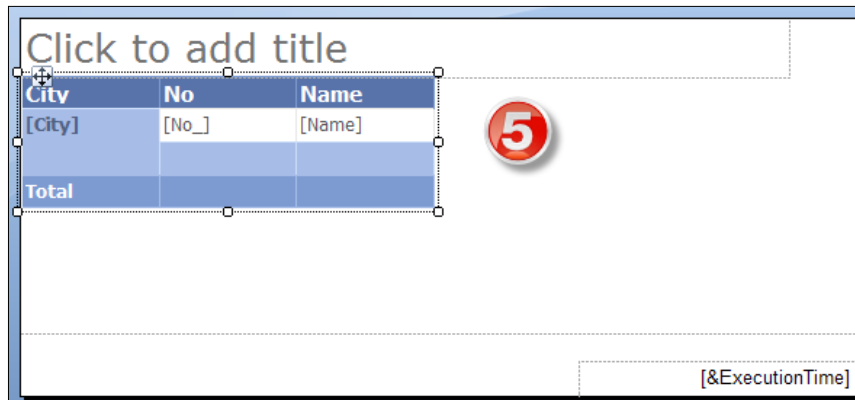 Click to add title
City No Name
[City] [No_] [Name]
Total
5
[&ExecutionTime]